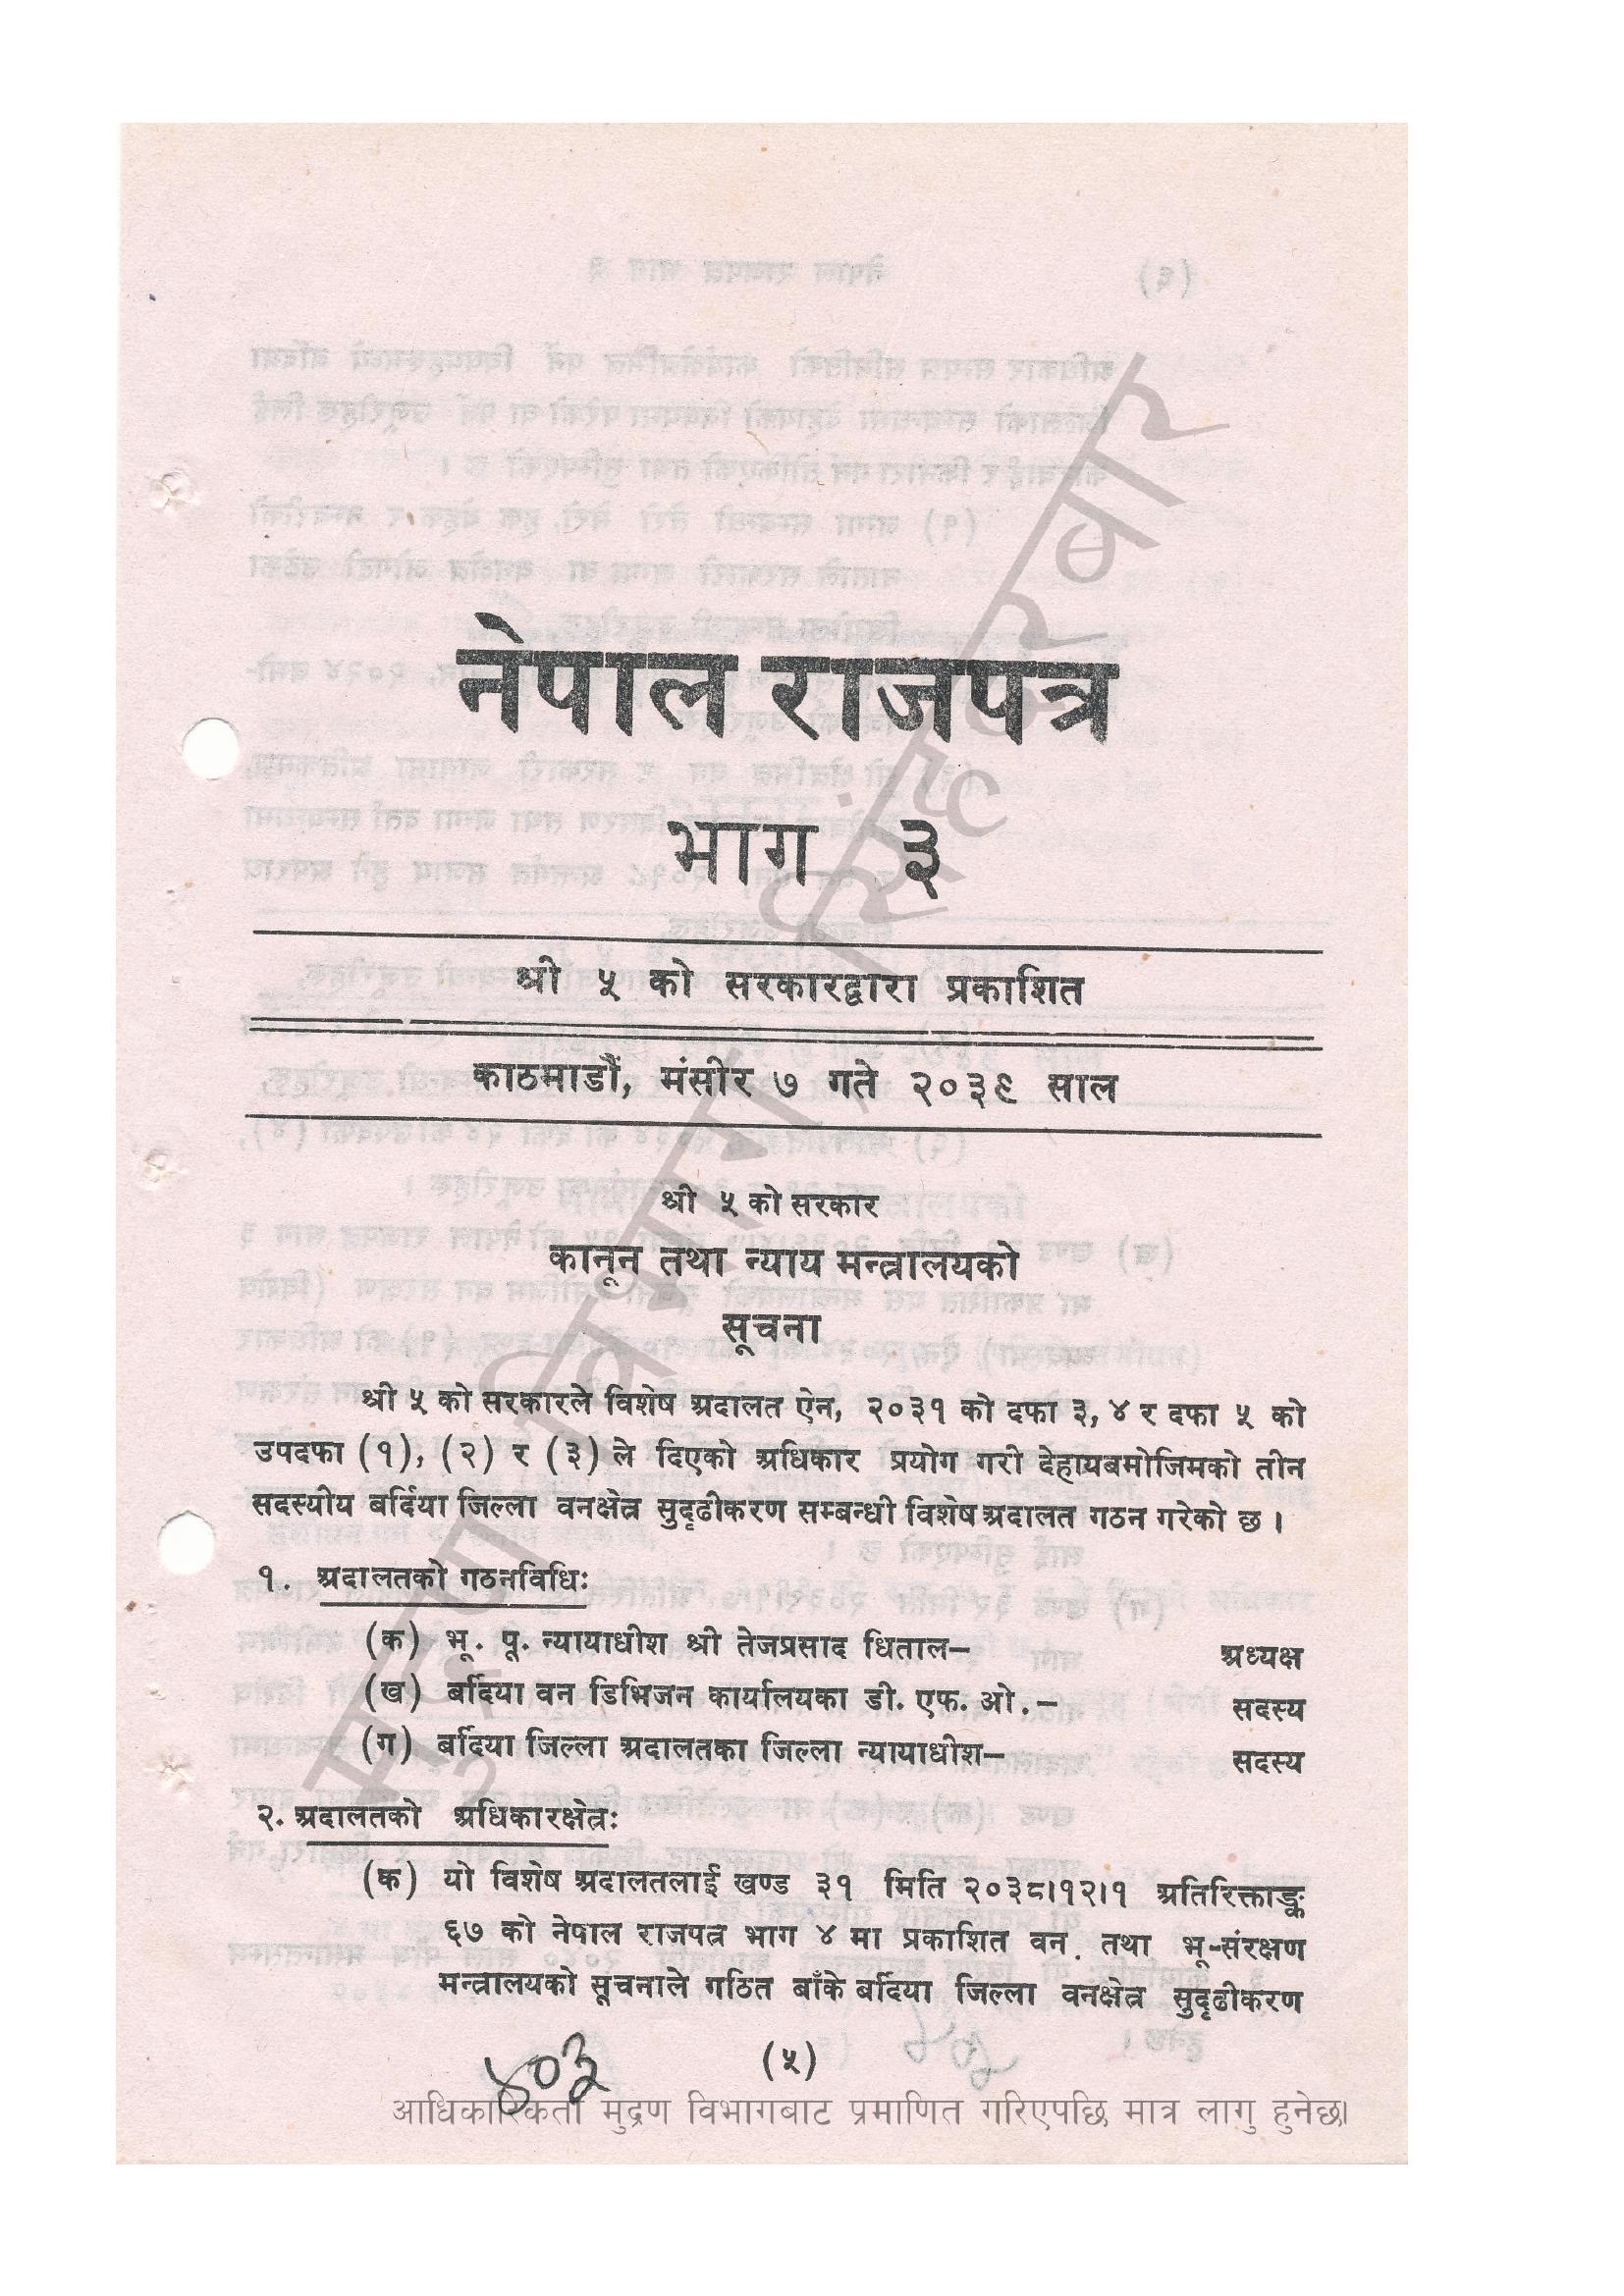 नेपाल राजपत्र
भाग ३
श्री ५ को सरकारद्वारा प्रकाशित
काठमाडौं, मंसीर ७ गते २०३९ साल
श्री ५ को सरकार
कानून तथा न्याय मन्त्रालयको
सूचना
श्री ५ को सरकारले विशेष अदालत ऐन, २०३१ को दफा ३, ४ र दफा ५ को
उपदफा (१), (२) र (३) ले दिएको अधिकार प्रयोग गरी देहायबमोजिमको तीन
सदस्यीय बर्दिया जिल्ला वनक्षेत्र सुदृढीकरण सम्बन्धी विशेष अदालत गठन गरेको छ ।
१. अदालतको गठनविधिः
(क) भू. पू. न्यायाधीश श्री तेजप्रसाद धिताल– अध्यक्ष
(ख) बर्दिया वन डिभिजन कार्यालयका डी. एफ. ओ.– सदस्य
(ग) बर्दिया जिल्ला अदालतका जिल्ला न्यायाधीश– सदस्य
२. अदालतको अधिकारक्षेत्रः
(क) यो विशेष अदालतलाई खण्ड ३१ मिति २०३८।१२।१ अतिरिक्ताङ्क
६७ को नेपाल राजपत्र भाग ४ मा प्रकाशित वन तथा भू-संरक्षण
मन्त्रालयको सूचनाले गठित बाँके बर्दिया जिल्ला वनक्षेत्र सुदृढीकरण
(५)
४०३
आधिकारिकता मुद्रण विभागबाट प्रमाणित गरिएपछि मात्र लागु हुनेछ।
मुद्रण विभाग, सिंहदरवार